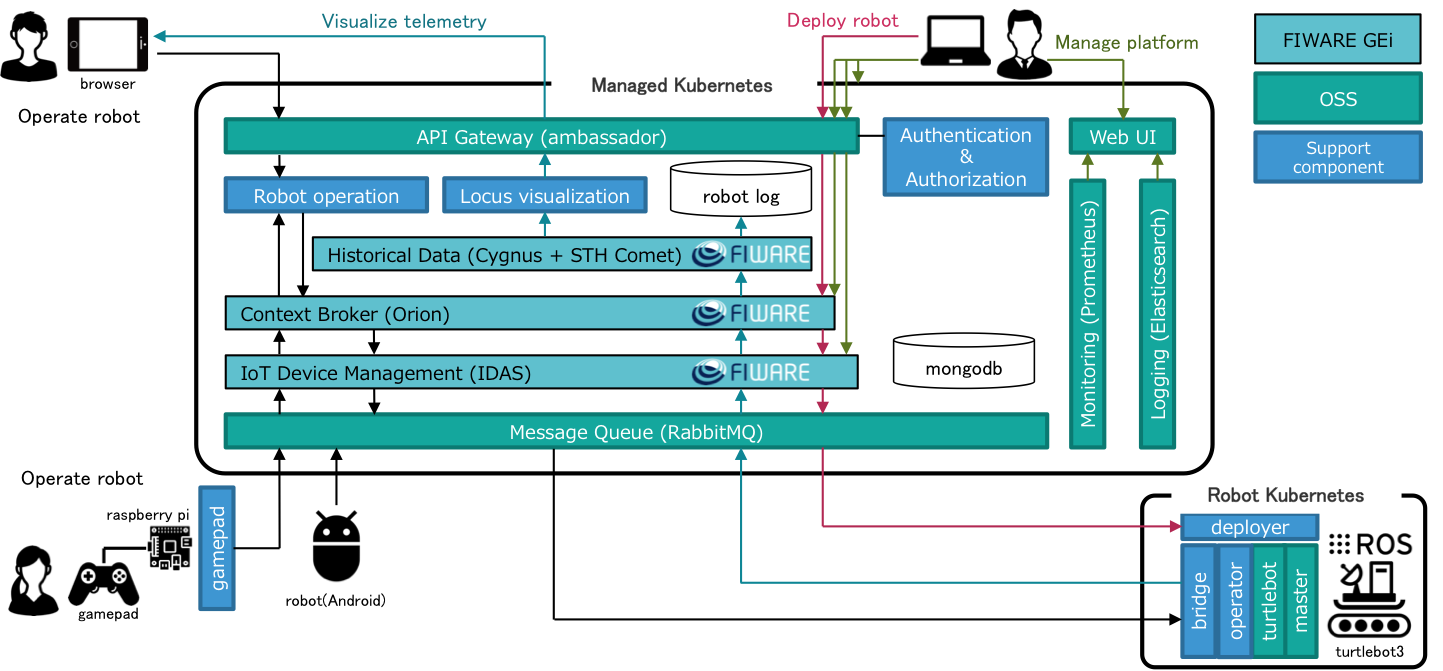 Visualize telemetry
Deploy robot
Manage platform
browser
Operate robot
FIWARE GEi
OSS
Support
component
Managed Kubernetes
API Gateway (ambassador)
Authentication
&
Authorization
Web UI
Robot operation
Locus visualization
robot log
Historical Data (Cygnus + STH Comet)
FIWARE
Context Broker (Orion)
FIWARE
IoT Device Management (IDAS)
FIWARE
mongodb
Monitoring (Prometheus)
Logging (Elasticsearch)
Message Queue (RabbitMQ)
Operate robot
raspberry pi
gamepad
gamepad
robot(Android)
Robot Kubernetes
deployer
bridge
operator
turtlebot
master
ROS
turtlebot3